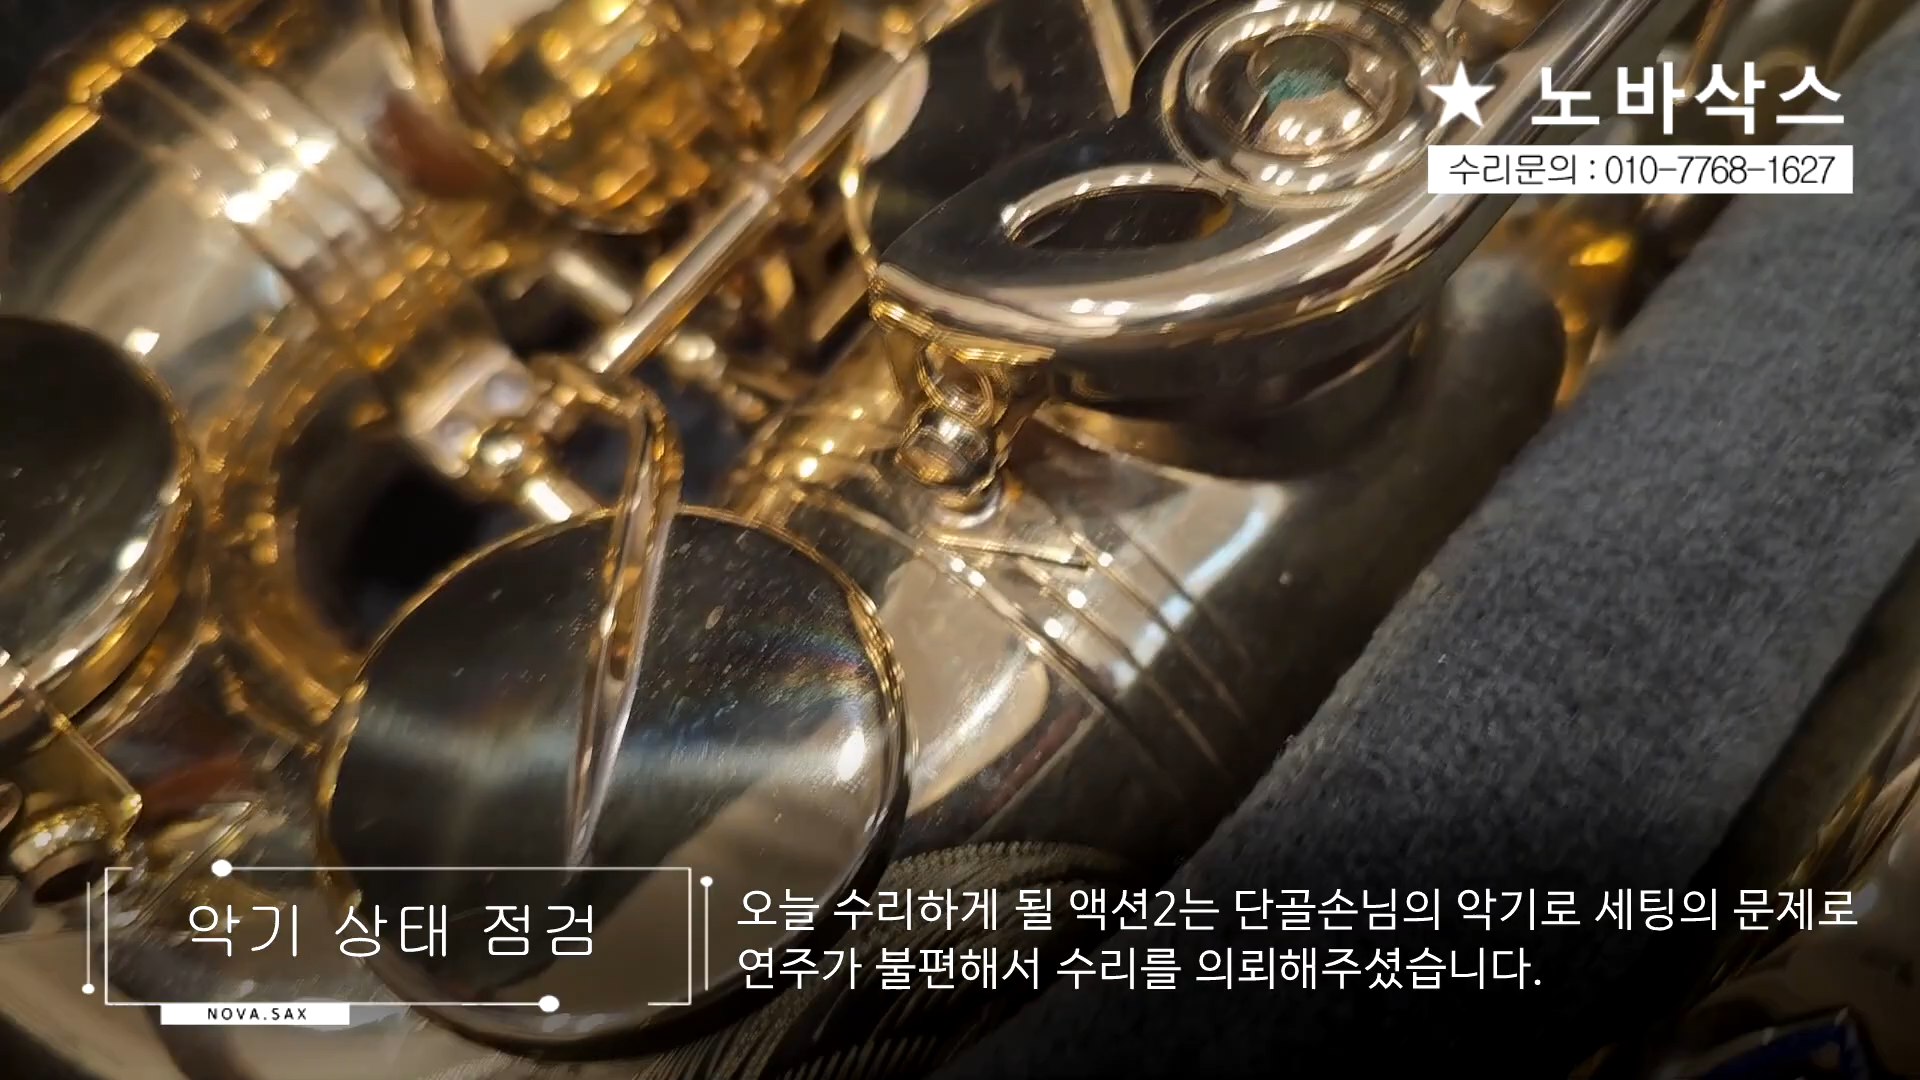 ★ 노바삭스
수리문의 : 010-7768-1627
악기 상태 점검
NOVA.SAX
오늘 수리하게 될 액션2는 단골손님의 악기로 세팅의 문제로
연주가 불편해서 수리를 의뢰해주셨습니다.